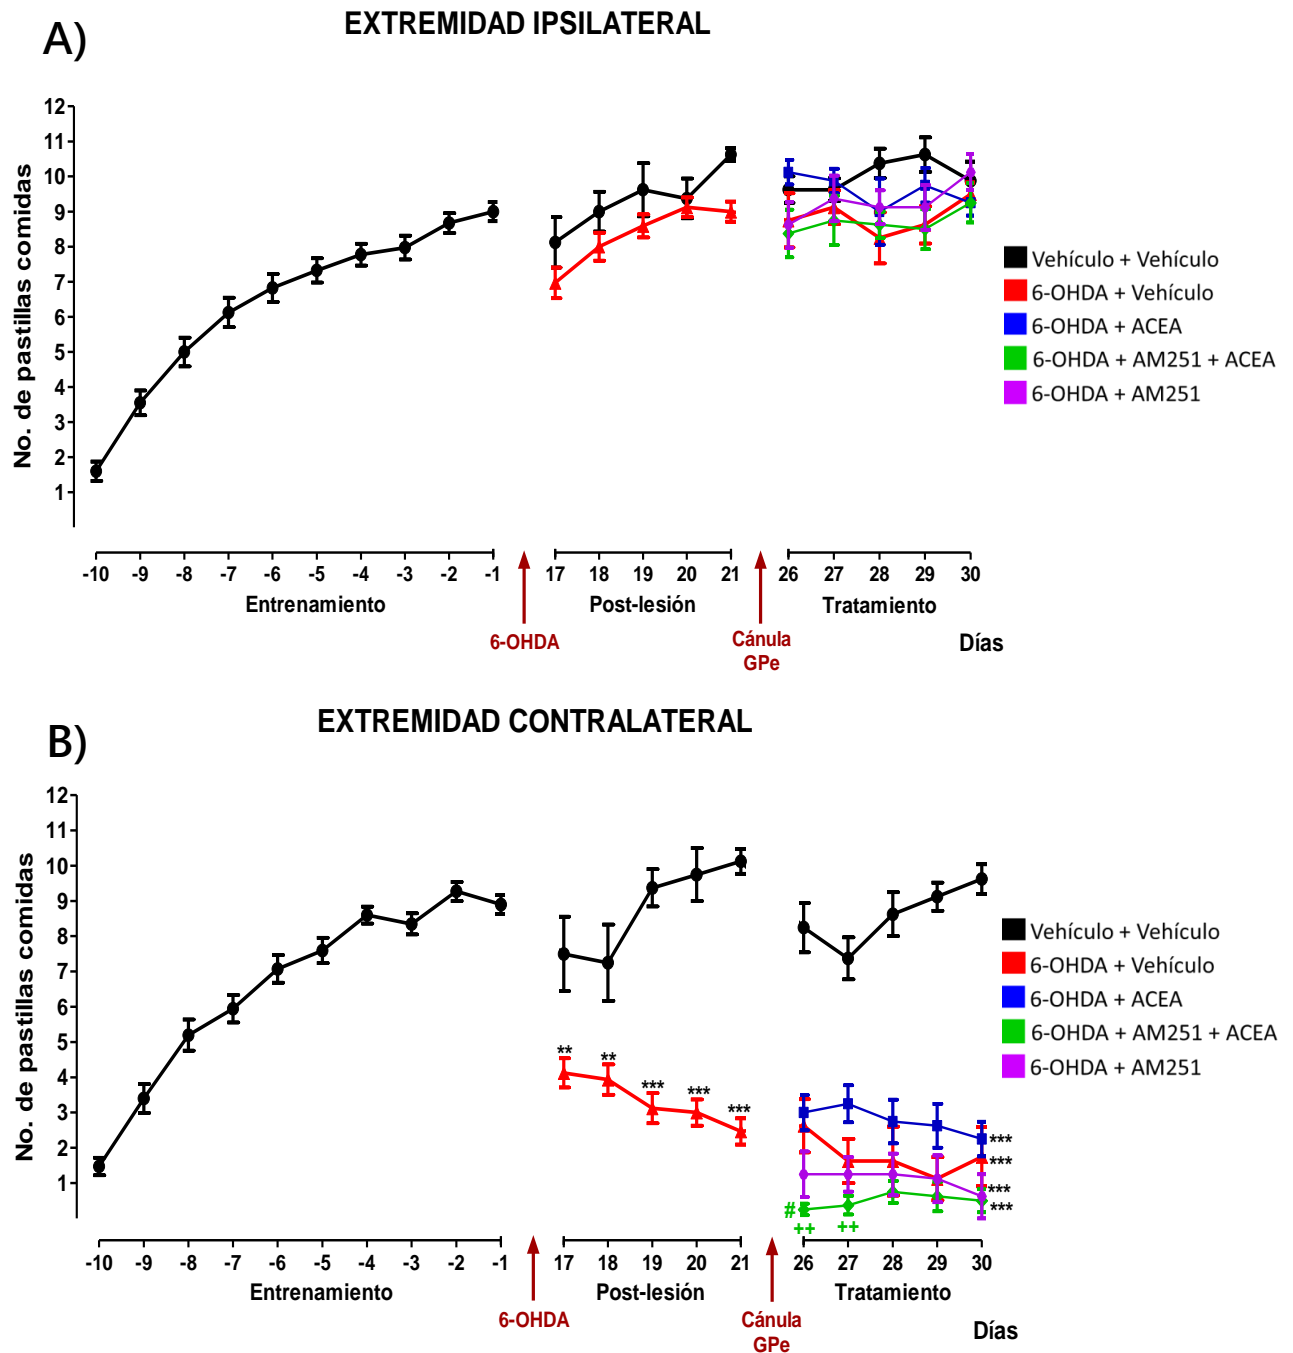 A)
EXTREMIDAD IPSILATERAL
No. de pastillas comidas
12
11
10
9
8
7
6
5
4
3
2
1
-10 -9 -8 -7 -6 -5 -4 -3 -2 -1 17 18 19 20 21 26 27 28 29 30
Entrenamiento Post-lesión Tratamiento
6-OHDA Cánula
GPe
Días
Vehículo + Vehículo
6-OHDA + Vehículo
6-OHDA + ACEA
6-OHDA + AM251 + ACEA
6-OHDA + AM251
B)
EXTREMIDAD CONTRALATERAL
No. de pastillas comidas
12
11
10
9
8
7
6
5
4
3
2
1
** ** *** *** ***
***
***
***
***
#
++ ++
-10 -9 -8 -7 -6 -5 -4 -3 -2 -1 17 18 19 20 21 26 27 28 29 30
Entrenamiento Post-lesión Tratamiento
6-OHDA Cánula
GPe
Días
Vehículo + Vehículo
6-OHDA + Vehículo
6-OHDA + ACEA
6-OHDA + AM251 + ACEA
6-OHDA + AM251